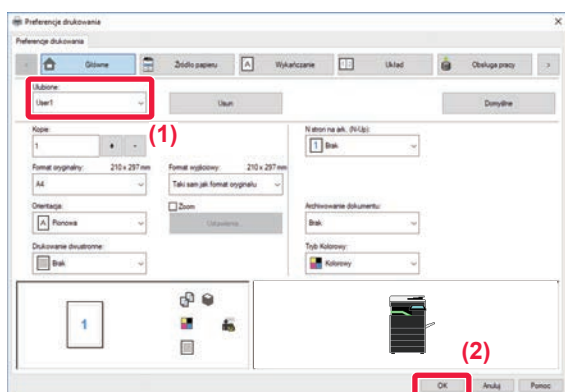 Preferencje drukowania
Preferencje drukowania
Główne
Źródło papieru
A
Wykańczanie
Układ
Obsługa pracy
Ulubione:
User1
Usuń
Domyślne
(1)
Kopie:
1
+
-
N stron na ark. (N-Up):
1 Brak
Format oryginalny:
210 x 297 mm
Format wyjściowy:
210 x 297 mm
A4
Taki sam jak format oryginału
Orientacja:
Zoom
Archiwowanie dokumentu:
A Pionowa
Ustawienia...
Brak
Drukowanie dwustronne:
Tryb Kolorowy:
Brak
Kolorowy
1
(2)
OK
Anuluj
Pomoc